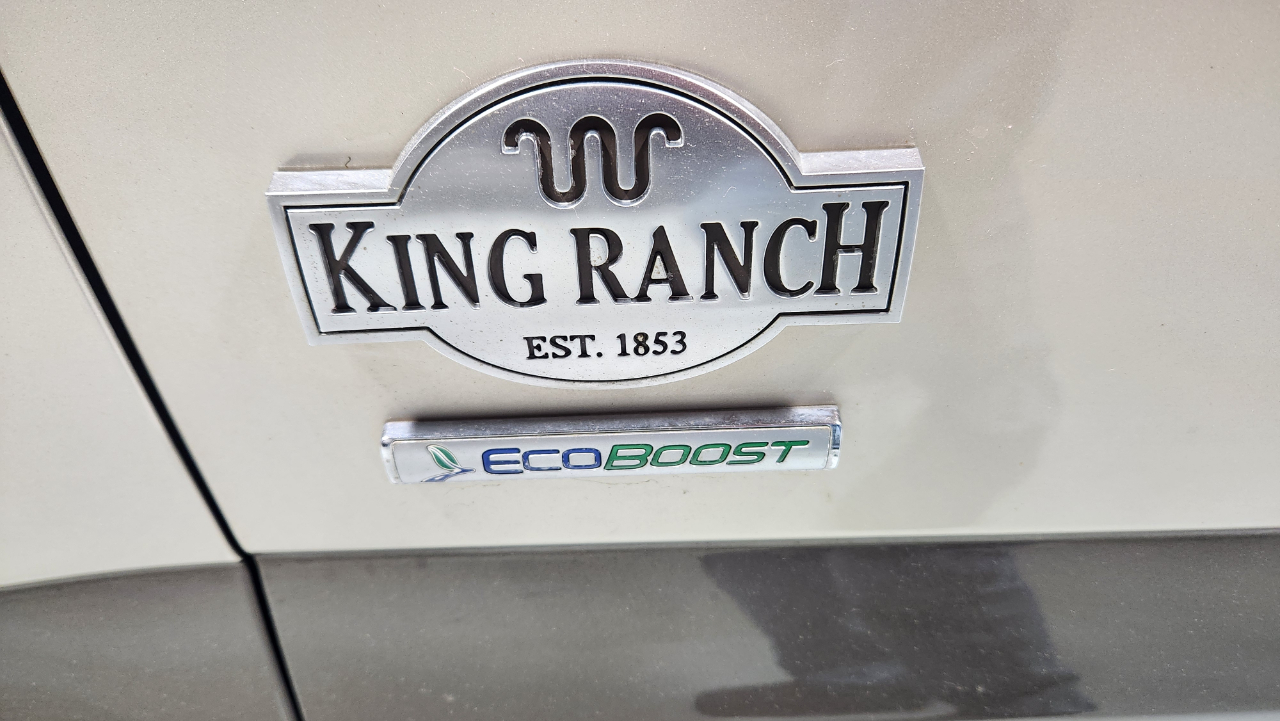 KING RANCH
EST. 1853
ECOBOOST